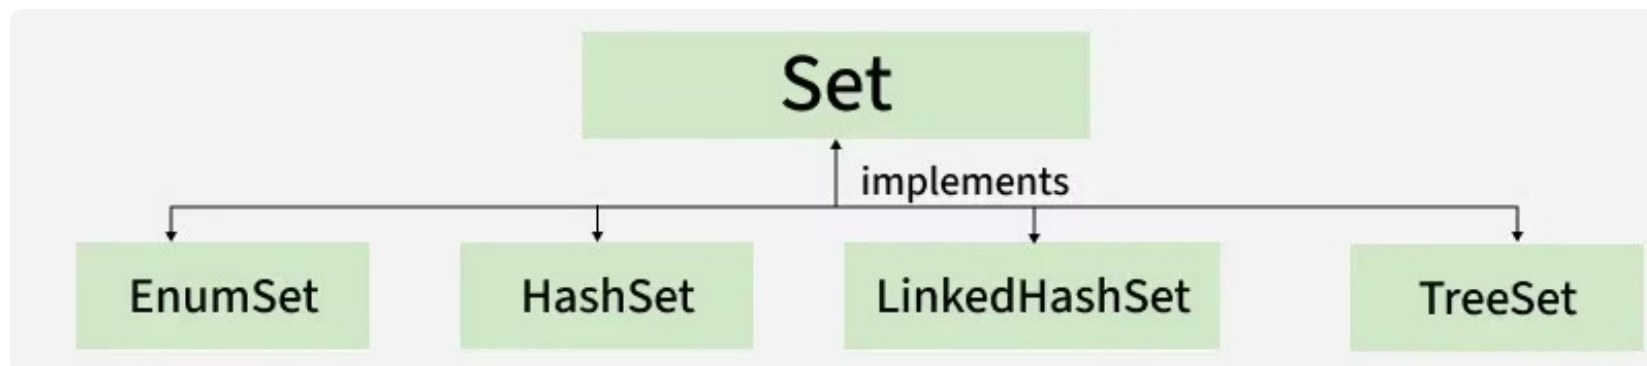 Set
implements
EnumSet
HashSet
LinkedHashSet
TreeSet